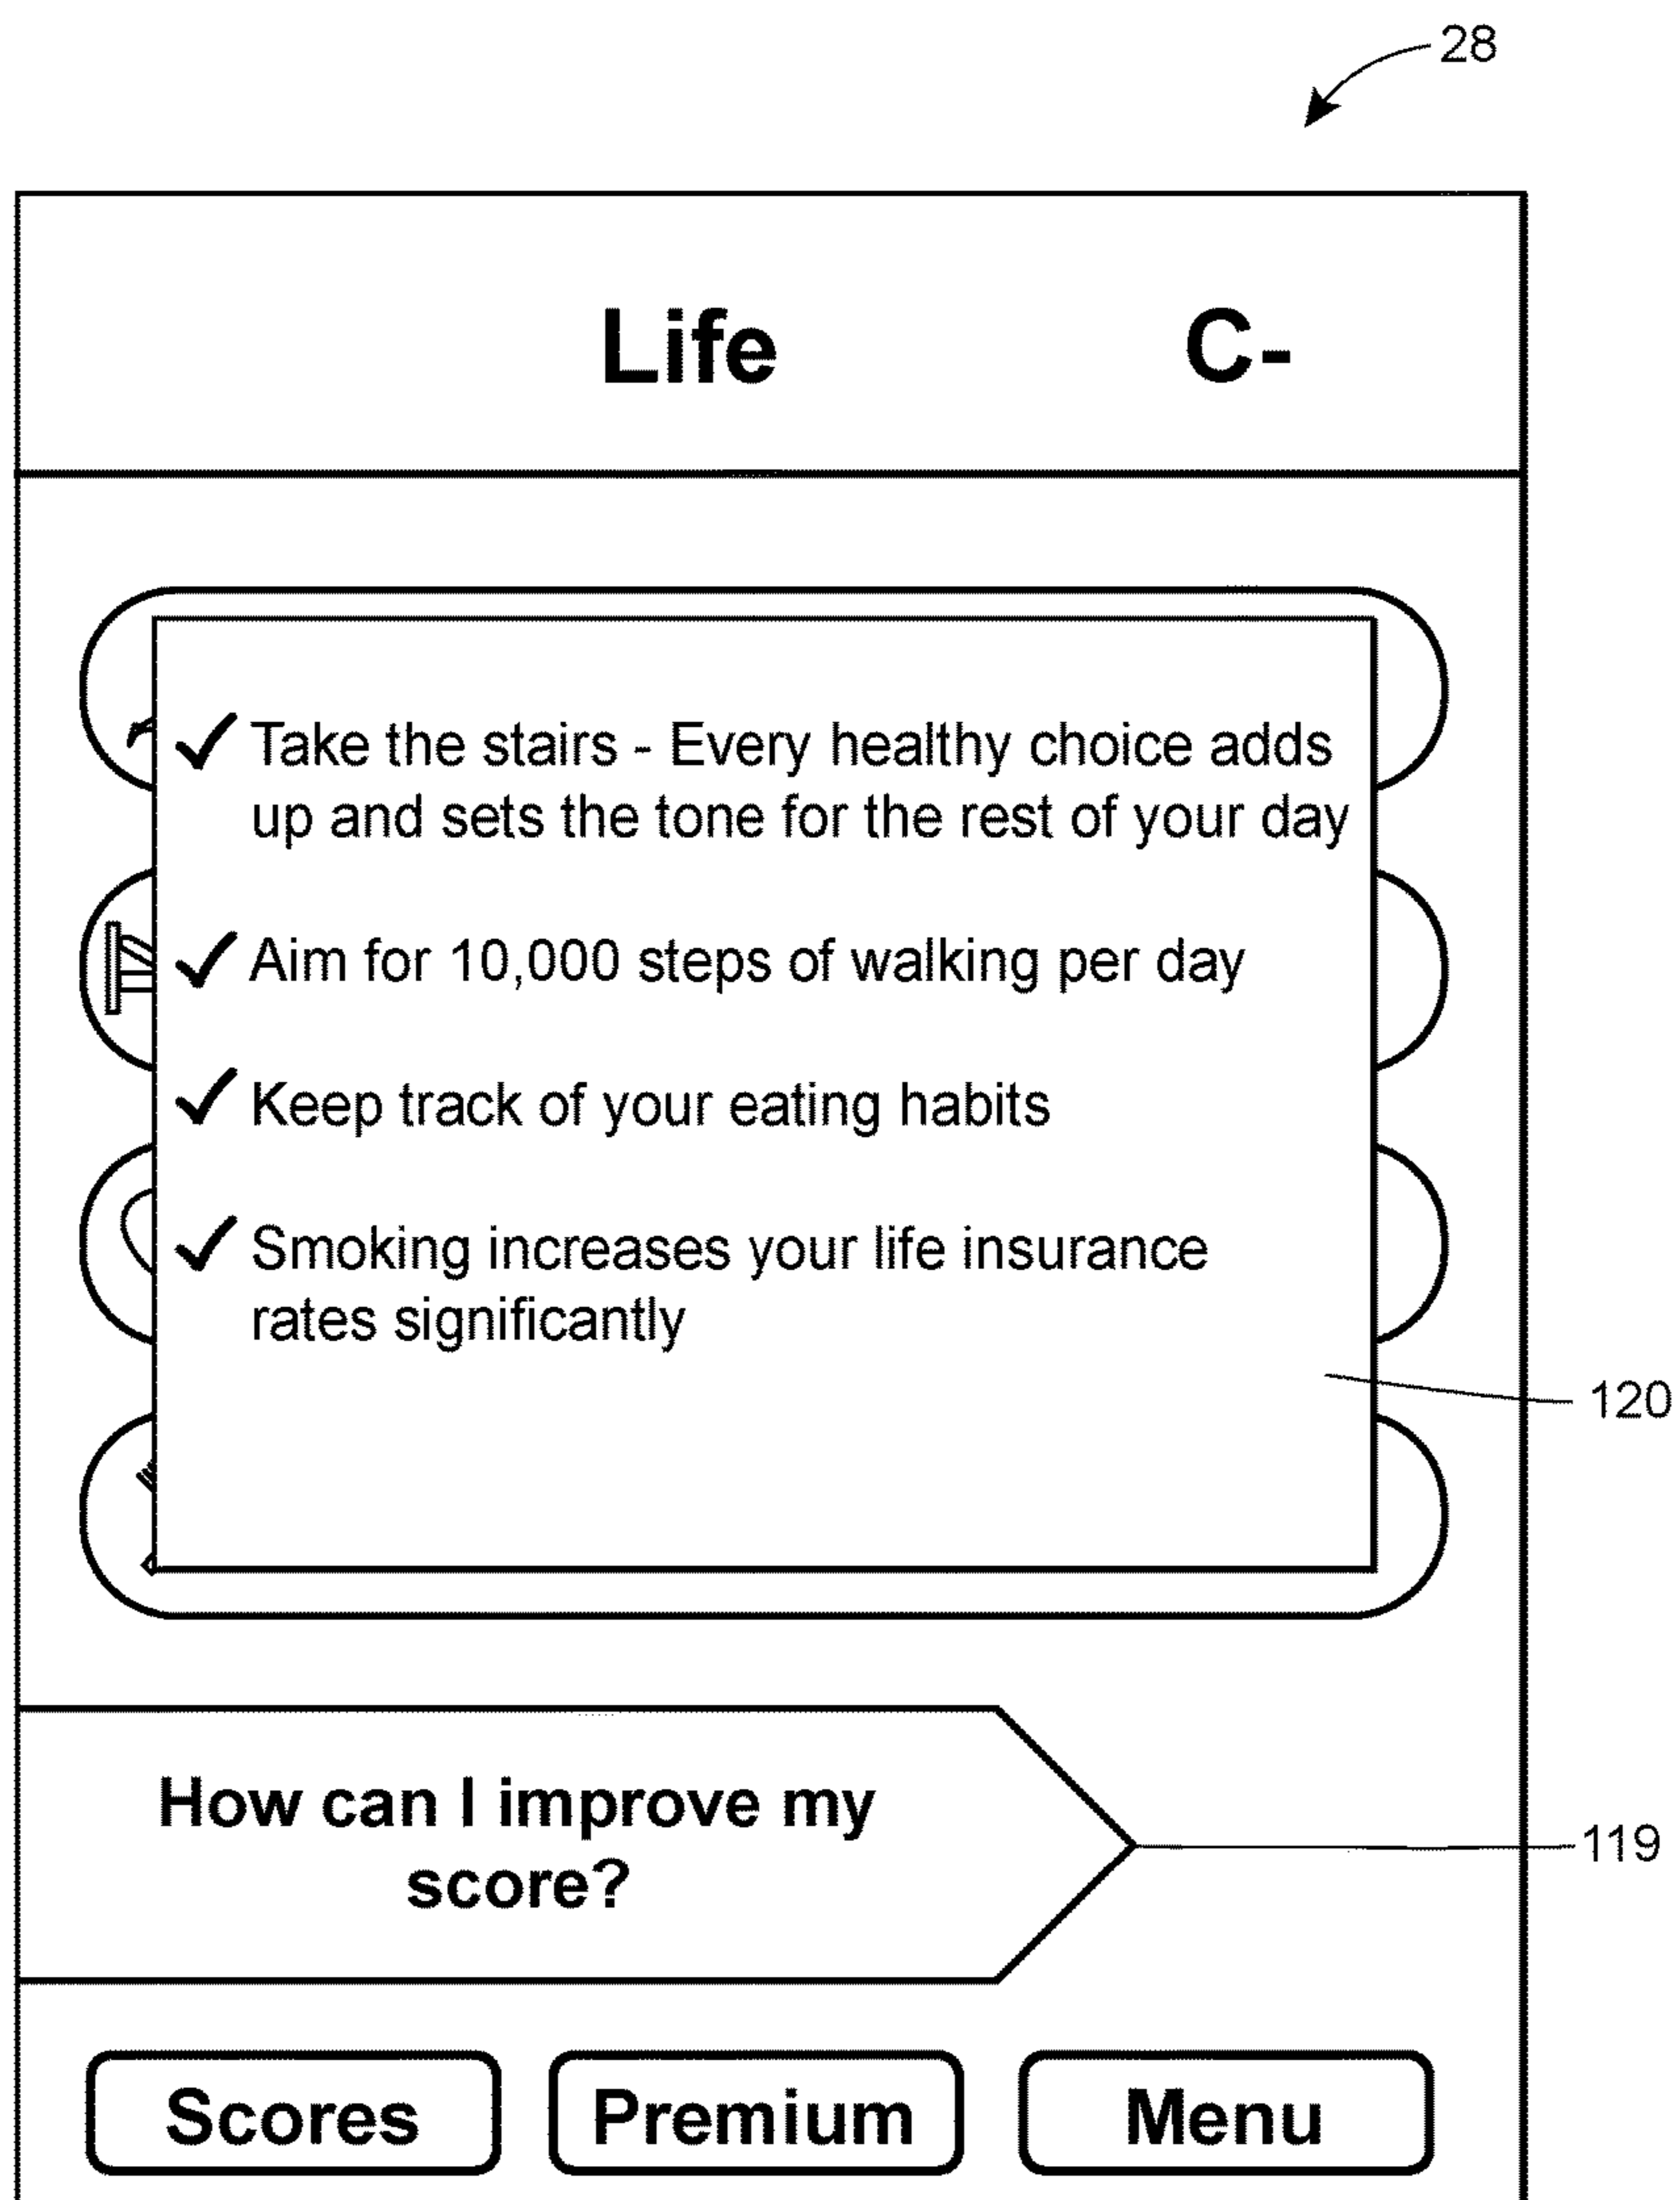 28
Life C-
✓ Take the stairs - Every healthy choice adds
up and sets the tone for the rest of your day
✓ Aim for 10,000 steps of walking per day
✓ Keep track of your eating habits
✓ Smoking increases your life insurance
rates significantly
120
How can I improve my
score?
119
Scores Premium Menu